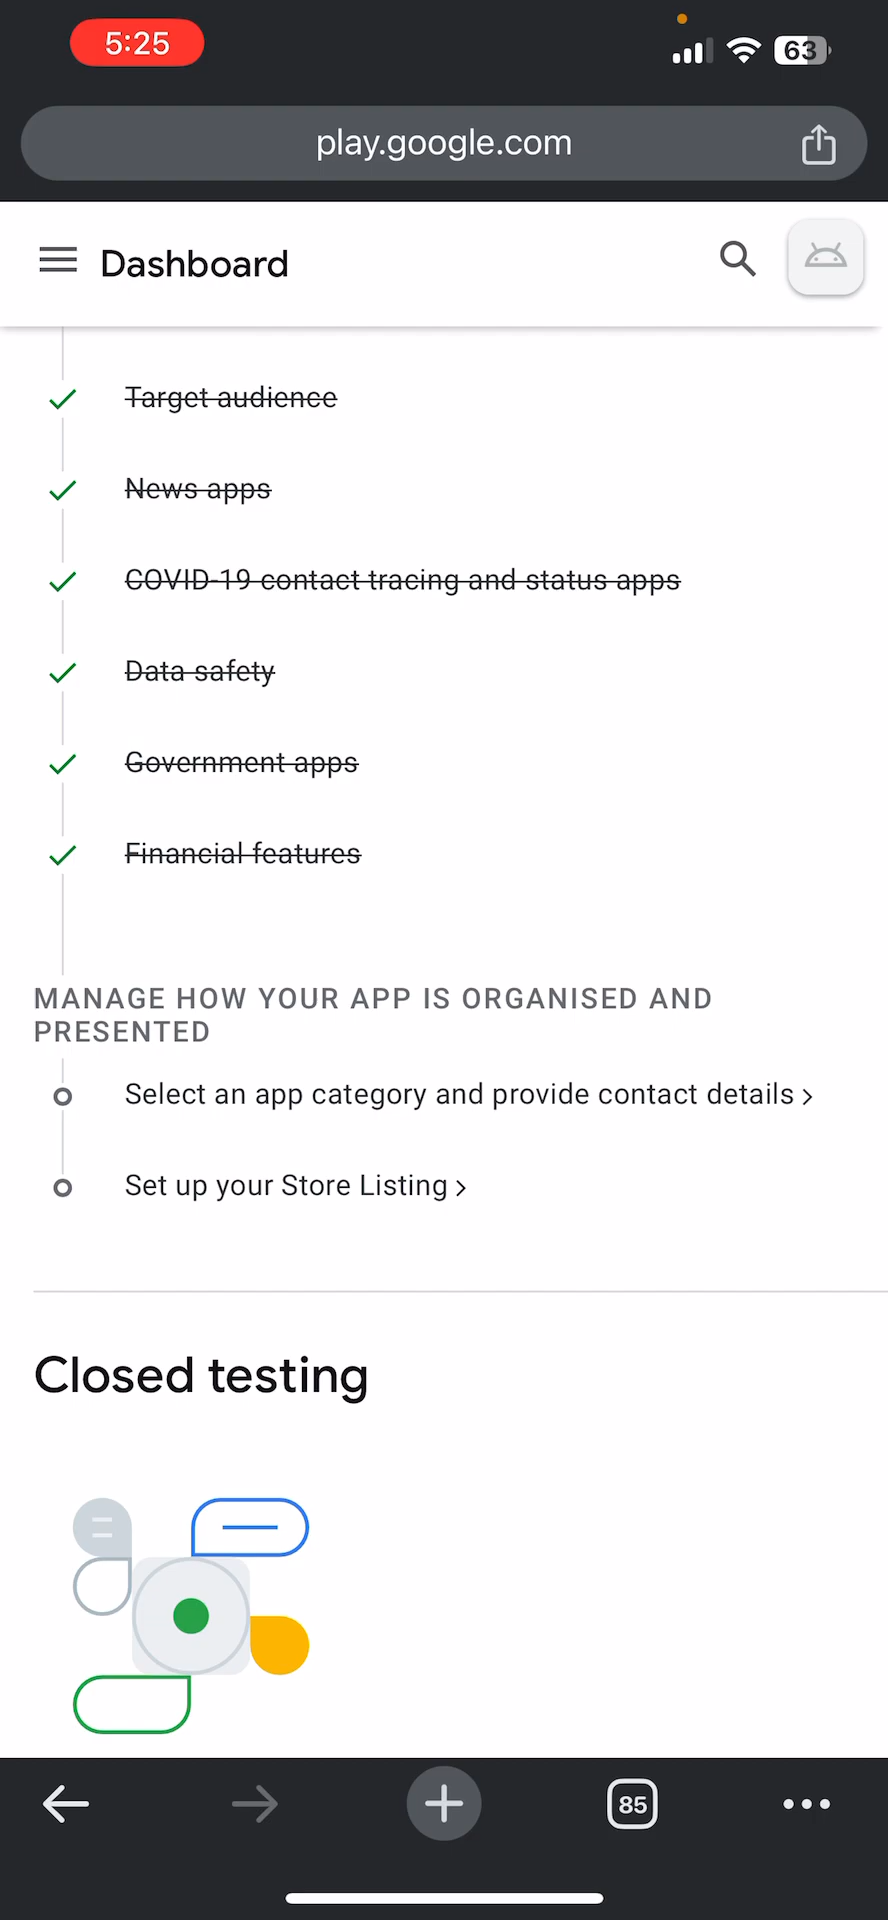 5:25
63
play.google.com
Dashboard
Target audience
News apps
COVID-19 contact tracing and status apps
Data safety
Government apps
Financial features
MANAGE HOW YOUR APP IS ORGANISED AND
PRESENTED
Select an app category and provide contact details
Set up your Store Listing
Closed testing
85